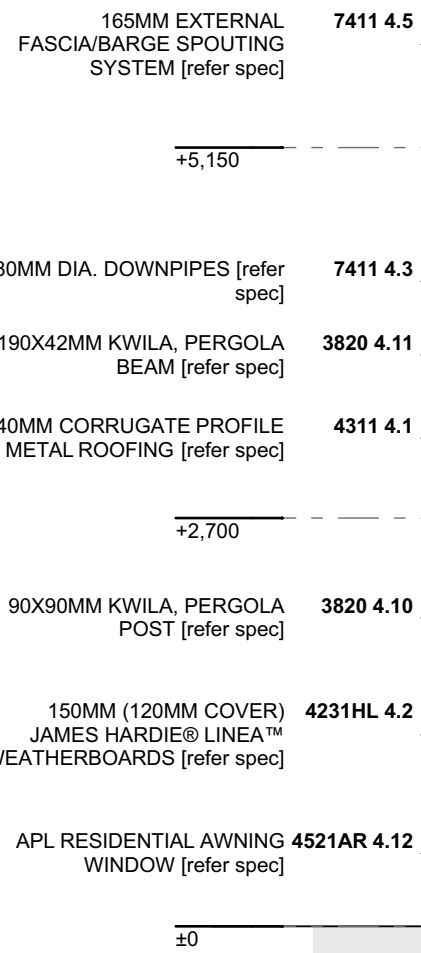 165MM EXTERNAL 7411 4.5
FASCIA/BARGE SPOUTING
SYSTEM [refer spec]
+5,150
DIA. DOWNPIPES [refer 7411 4.3
spec]
190X42MM KWILA, PERGOLA 3820 4.11
BEAM [refer spec]
CORRUGATE PROFILE 4311 4.1
METAL ROOFING [refer spec]
+2,700
90X90MM KWILA, PERGOLA 3820 4.10
POST [refer spec]
150MM (120MM COVER) 4231HL 4.2
JAMES HARDIE® LINEA™
WEATHERBOARDS [refer spec]
APL RESIDENTIAL AWNING 4521AR 4.12
WINDOW [refer spec]
±0